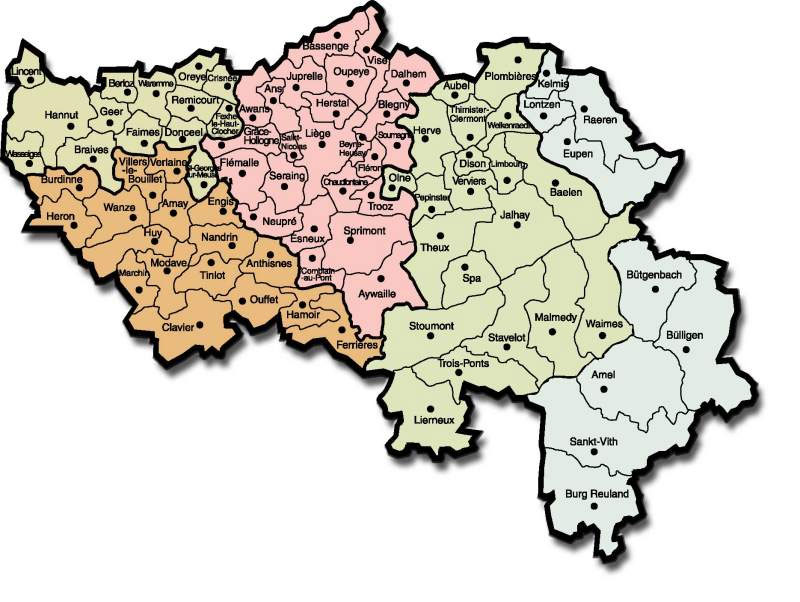 Lincent
Hannut
Wasseiges
Braives
Geer
Berloz
Waremme
Oreye
Crisnée
Remicourt
Faimes
Donceel
Faxhe-
le-Haut-
Clocher
St-Georges
sur-Meuse
Burdinne
Heron
Wanze
Villers-
le-
Bouillet
Verlaine
Amay
Engis
Huy
Nandrin
Marchin
Modave
Tinlot
Anthisnes
Clavier
Ouffet
Hamoir
Ferrières
Bassenge
Visé
Juprelle
Oupeye
Dalhem
Ans
Awans
Herstal
Blegny
Grâce-
Hollogne
Saint-
Nicolas
Liège
Beyne-
Heusay
Soumagne
Fléron
Flémalle
Seraing
Chaudfontaine
Trooz
Neupré
Esneux
Sprimont
Comblain
-au-Pont
Aywaille
Plombières
Aubel
Thimister-
Clermont
Welkenraedt
Herve
Dison
Limbourg
Olne
Verviers
Pepinster
Baelen
Jalhay
Theux
Spa
Stoumont
Stavelot
Malmedy
Waimes
Trois-Ponts
Lierneux
Kelmis
Lontzen
Raeren
Eupen
Bütgenbach
Bülligen
Amel
Sankt-Vith
Burg Reuland